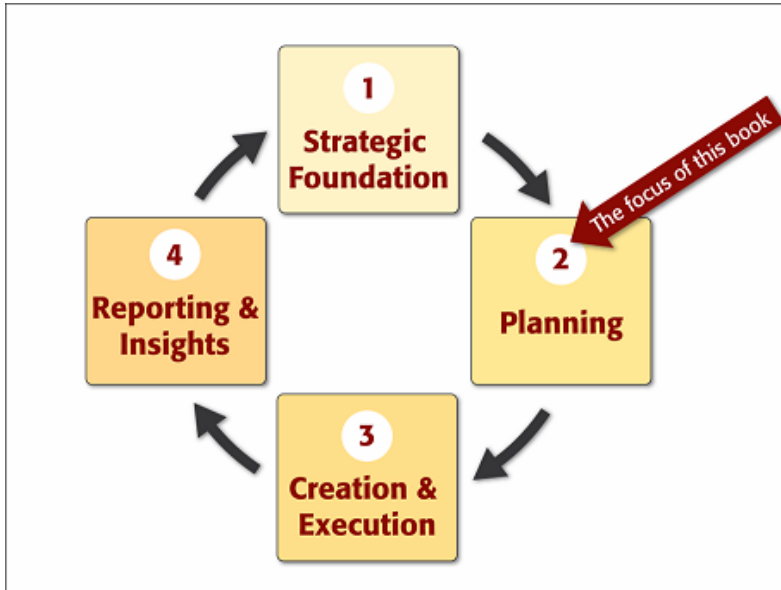 1
Strategic
Foundation
The focus of this book
2
Planning
3
Creation &
Execution
4
Reporting &
Insights